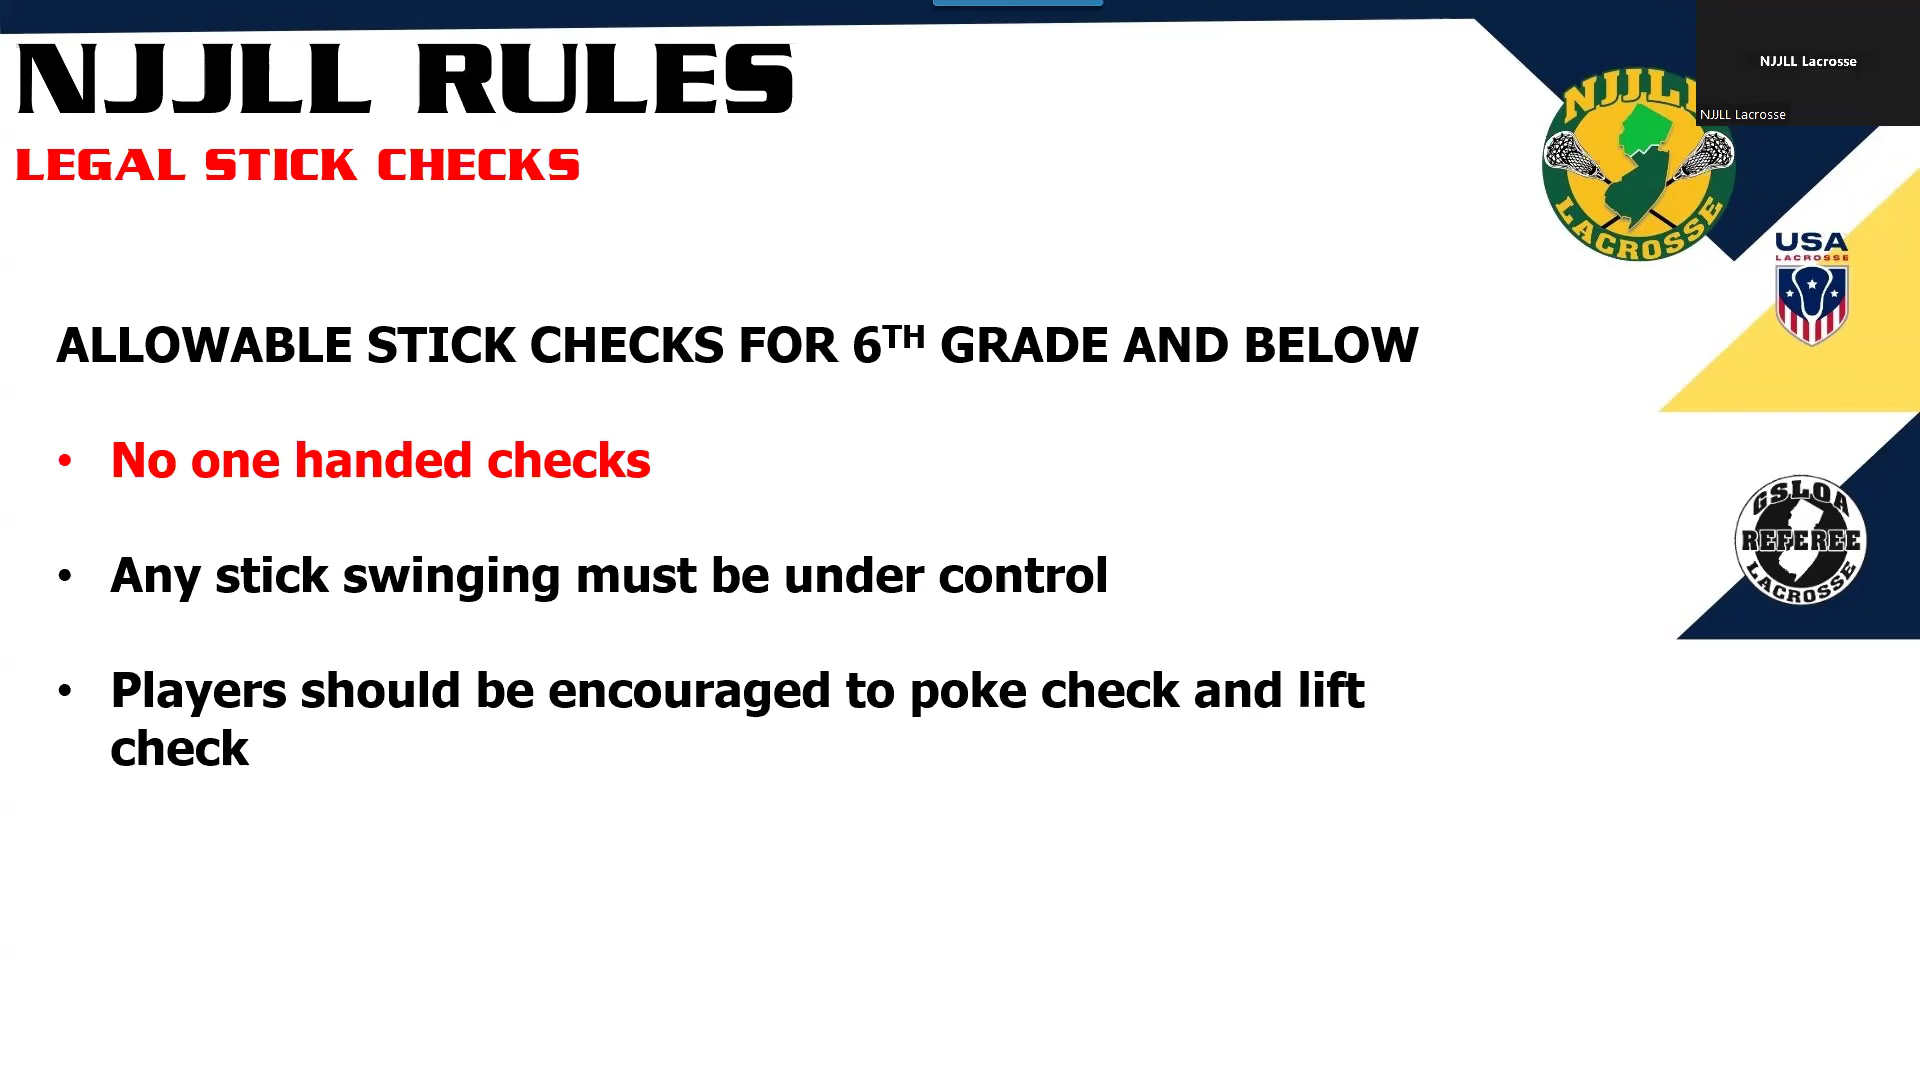 NJJLL RULES
LEGAL STICK CHECKS
NJJLL Lacrosse
NJJLL Lacrosse
NJJLL
LACROSSE
USA
LACROSSE
ALLOWABLE STICK CHECKS FOR 6TH GRADE AND BELOW
• No one handed checks
• Any stick swinging must be under control
• Players should be encouraged to poke check and lift
check
GSLOA
REFEREE
LACROSSE